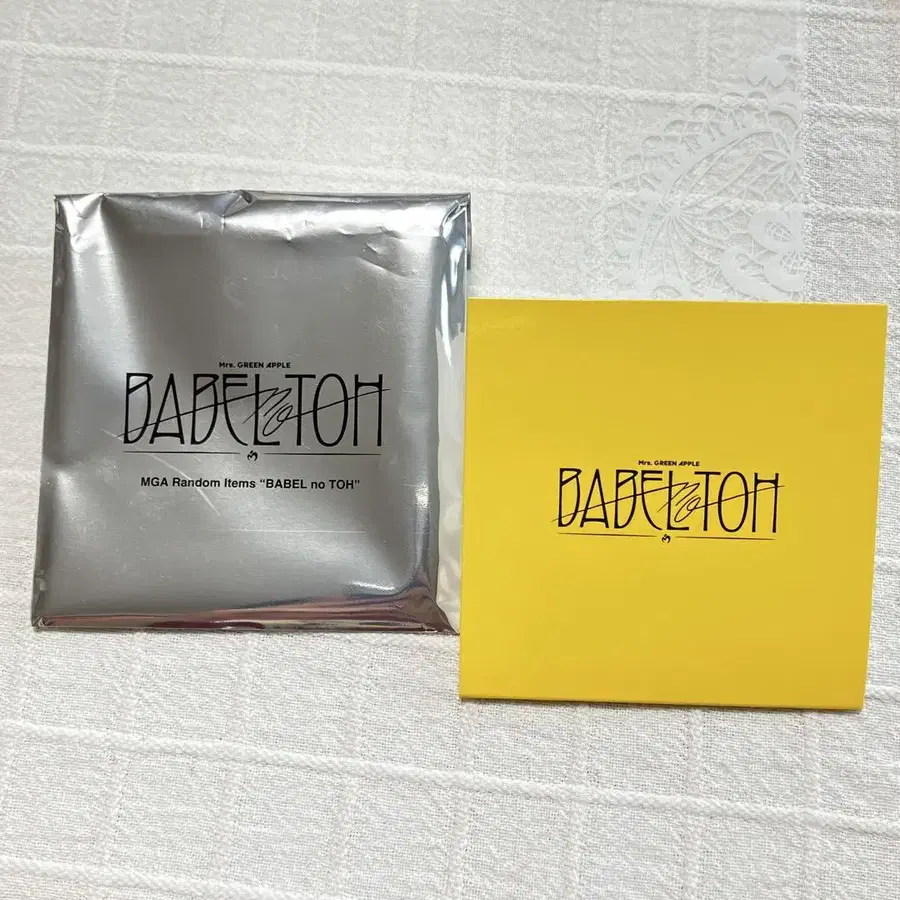 Mrs. GREEN APPLE
BABEL no TOH
MGA Random Items “BABEL no TOH”
Mrs. GREEN APPLE
BABEL no TOH